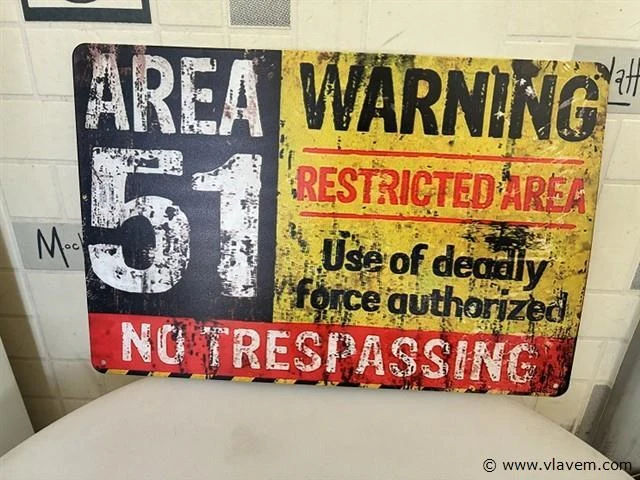 AREA
51
WARNING
RESTRICTED AREA
Use of deadly
force authorized
NO TRESPASSING
© www.vlavem.com